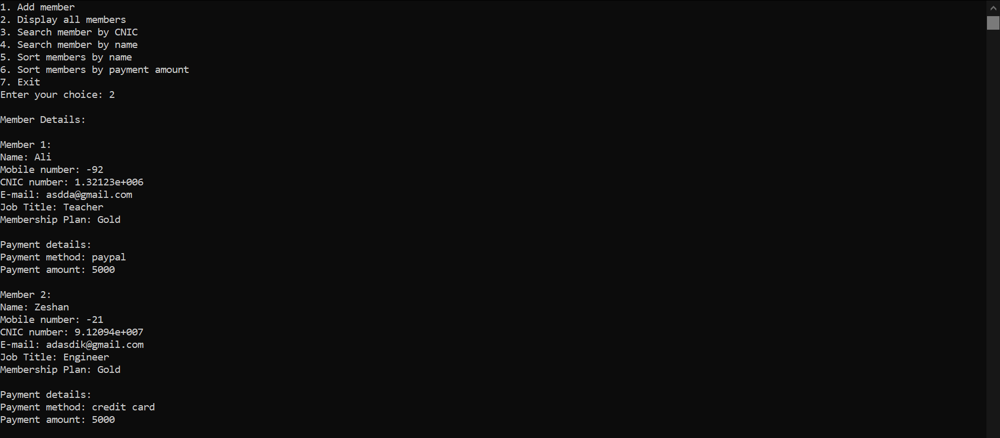 1. Add member
2. Display all members
3. Search member by CNIC
4. Search member by name
5. Sort members by name
6. Sort members by payment amount
7. Exit
Enter your choice: 2
Member Details:
Member 1:
Name: Ali
Mobile number: -92
CNIC number: 1.32123e+006
E-mail: asdda@gmail.com
Job Title: Teacher
Membership Plan: Gold
Payment details:
Payment method: paypal
Payment amount: 5000
Member 2:
Name: Zeshan
Mobile number: -21
CNIC number: 9.12094e+007
E-mail: adasdik@gmail.com
Job Title: Engineer
Membership Plan: Gold
Payment details:
Payment method: credit card
Payment amount: 5000